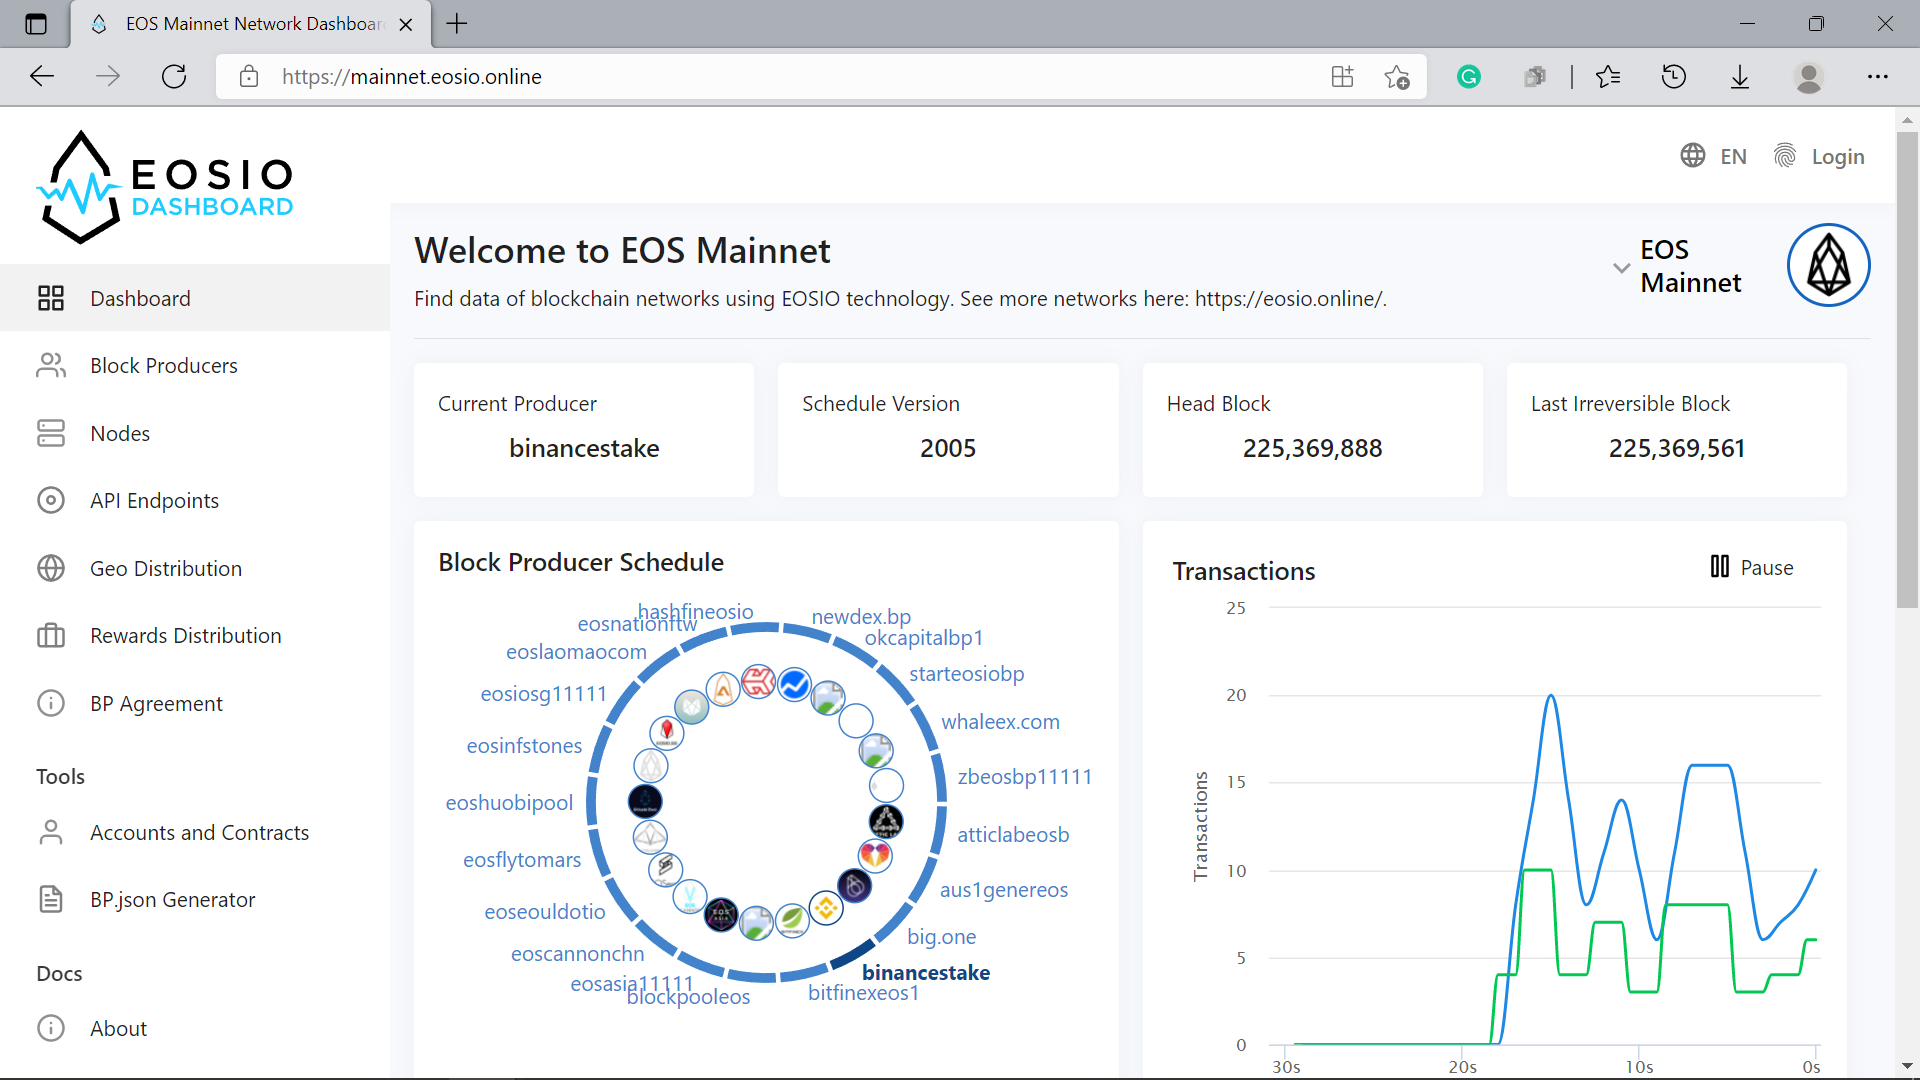 EOS Mainnet Network Dashboar
https://mainnet.eosio.online
EOSIO
DASHBOARD
EN
Login
Dashboard
Block Producers
Nodes
API Endpoints
Geo Distribution
Rewards Distribution
BP Agreement
Tools
Accounts and Contracts
BP.json Generator
Docs
About
Welcome to EOS Mainnet
Find data of blockchain networks using EOSIO technology. See more networks here: https://eosio.online/.
EOS
Mainnet
Current Producer
binancestake
Schedule Version
2005
Head Block
225,369,888
Last Irreversible Block
225,369,561
Block Producer Schedule
hashfineosio
newdex.bp
eosnationftw
okcapitalbp1
eoslaomaocom
starteosiobp
eosiosg11111
whaleex.com
eosinfstones
zbeosbp11111
eoshuobipool
atticlabeosb
eosflytomars
aus1genereos
eoseouldotio
big.one
eoscannonchn
binancestake
eosasia11111
bitfinexeos1
blockpooleos
Transactions
Pause
25
20
15
10
5
0
Transactions
30s
20s
10s
0s